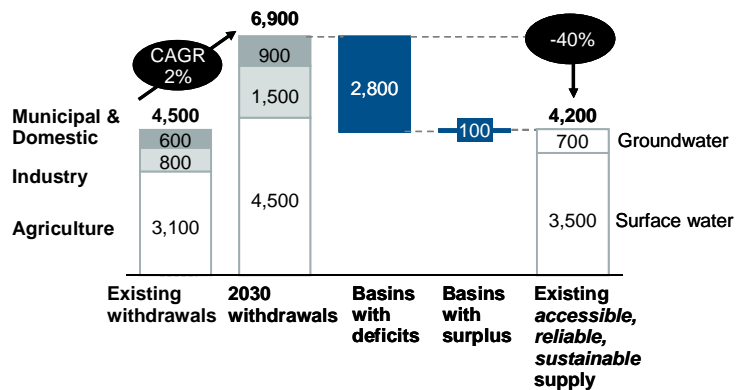 6,900
CAGR
2%
-40%
900
2,800
1,500
Municipal &
Domestic
4,500
4,200
100
600
700
Groundwater
800
Industry
4,500
Agriculture
3,100
3,500
Surface water
Existing
withdrawals
2030
withdrawals
Basins
with
deficits
Basins
with
surplus
Existing
accessible,
reliable,
sustainable
supply